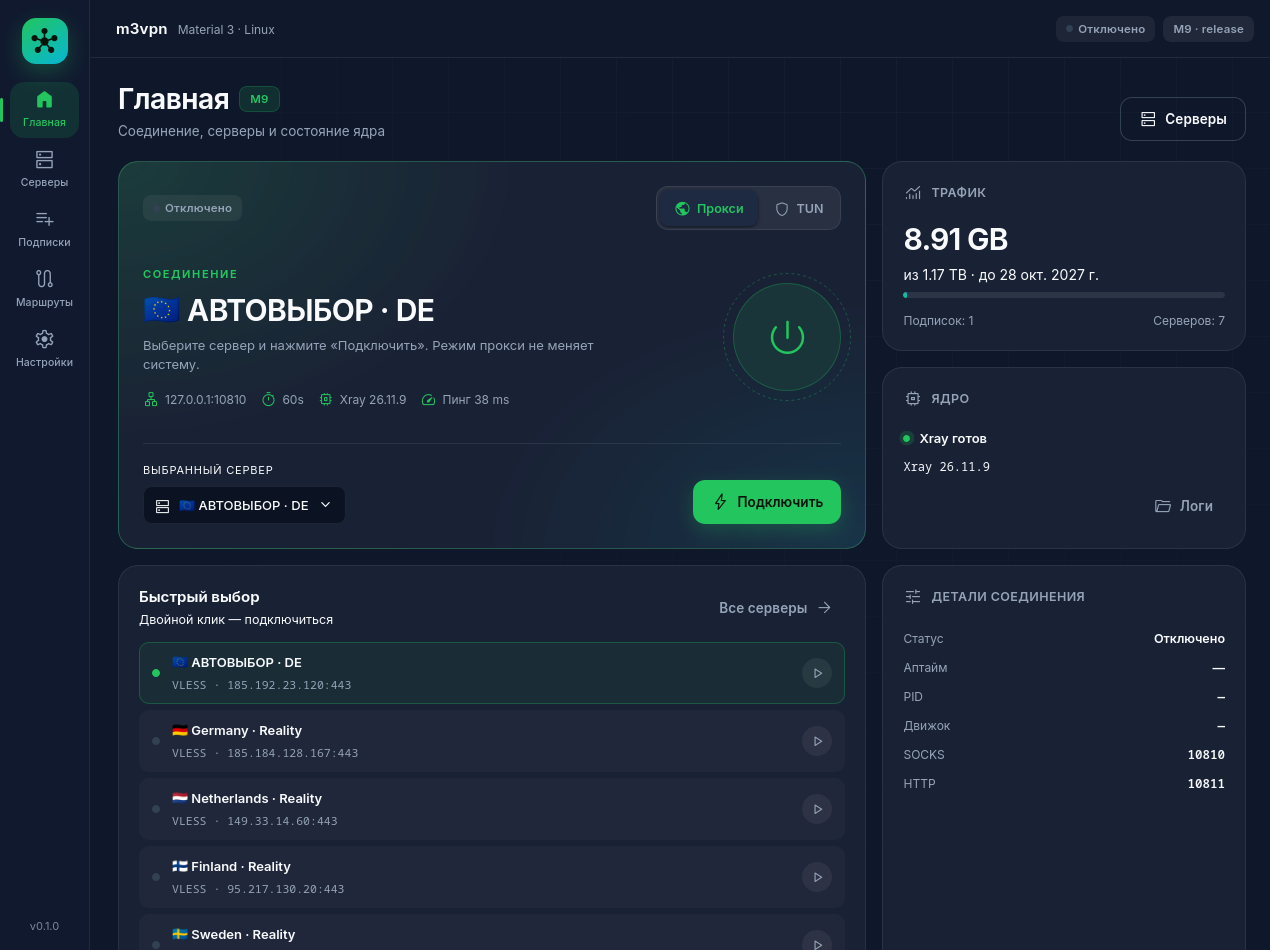 m3vpn
Material 3 · Linux
Отключено
M9 · release
Главная
Серверы
Подписки
Маршруты
Настройки
v0.1.0
Главная
M9
Соединение, серверы и состояние ядра
Серверы
Отключено
Прокси
TUN
СОЕДИНЕНИЕ
🇪🇺 АВТОВЫБОР · DE
Выберите сервер и нажмите «Подключить». Режим прокси не меняет
систему.
127.0.0.1:10810
60s
Xray 26.11.9
Пинг 38 ms
ВЫБРАННЫЙ СЕРВЕР
🇪🇺 АВТОВЫБОР · DE
Подключить
ТРАФИК
8.91 GB
из 1.17 TB · до 28 окт. 2027 г.
Подписок: 1
Серверов: 7
ЯДРО
Xray готов
Xray 26.11.9
Логи
Быстрый выбор
Двойной клик — подключиться
Все серверы
🇪🇺 АВТОВЫБОР · DE
VLESS · 185.192.23.120:443
🇩🇪 Germany · Reality
VLESS · 185.184.128.167:443
🇳🇱 Netherlands · Reality
VLESS · 149.33.14.60:443
🇫🇮 Finland · Reality
VLESS · 95.217.130.20:443
🇸🇪 Sweden · Reality
ДЕТАЛИ СОЕДИНЕНИЯ
Статус Отключено
Аптайм —
PID —
Движок —
SOCKS 10810
HTTP 10811